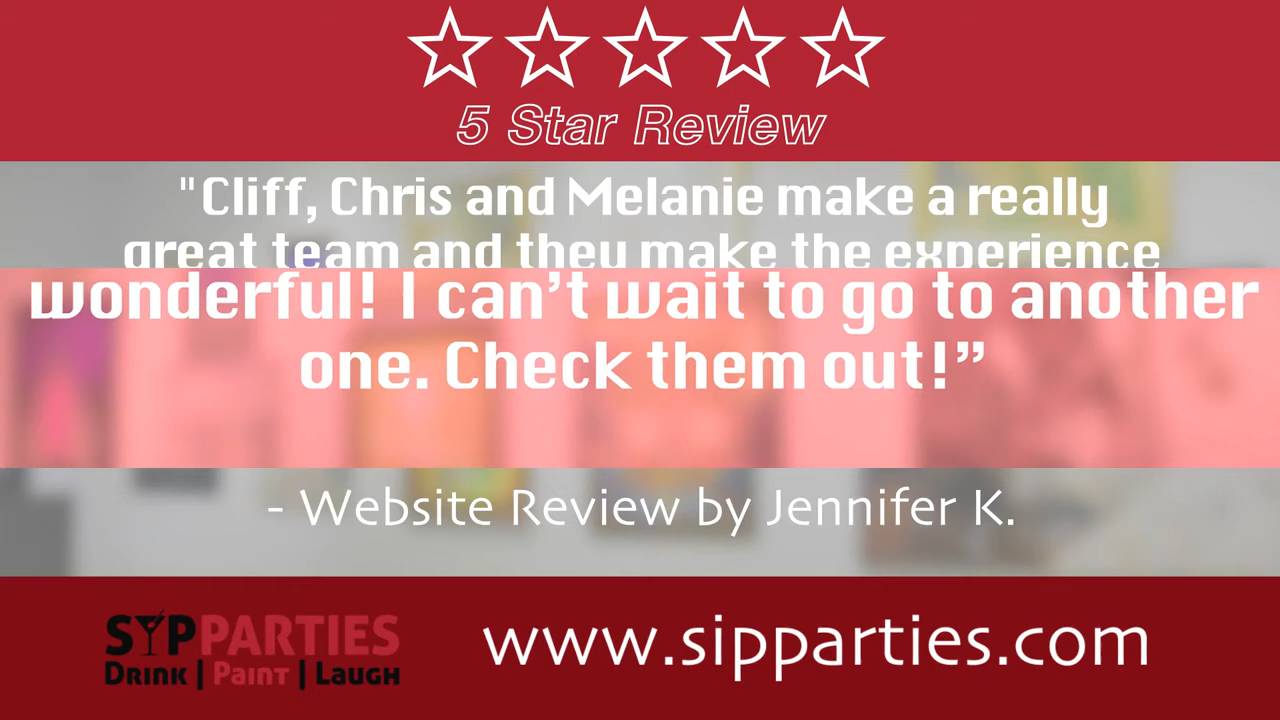 5 Star Review
"Cliff, Chris and Melanie make a really
great team and they make the experience
wonderful! I can’t wait to go to another
one. Check them out!”
- Website Review by Jennifer K.
SIPPARTIES
Drink | Paint | Laugh
www.sipparties.com